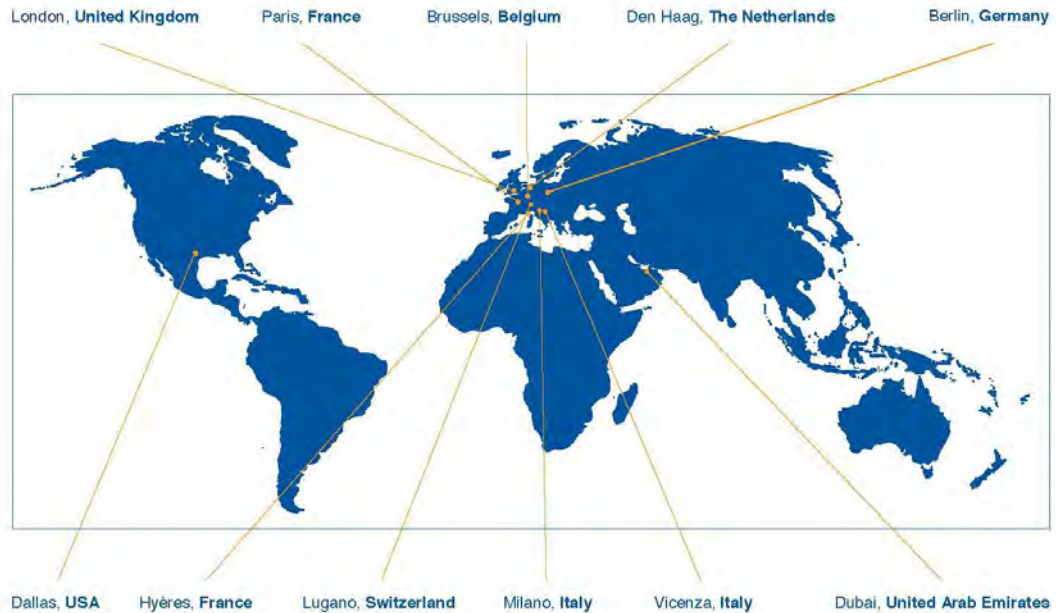 London, United Kingdom
Paris, France
Brussels, Belgium
Den Haag, The Netherlands
Berlin, Germany
Dallas, USA
Hyères, France
Lugano, Switzerland
Milano, Italy
Vicenza, Italy
Dubai, United Arab Emirates